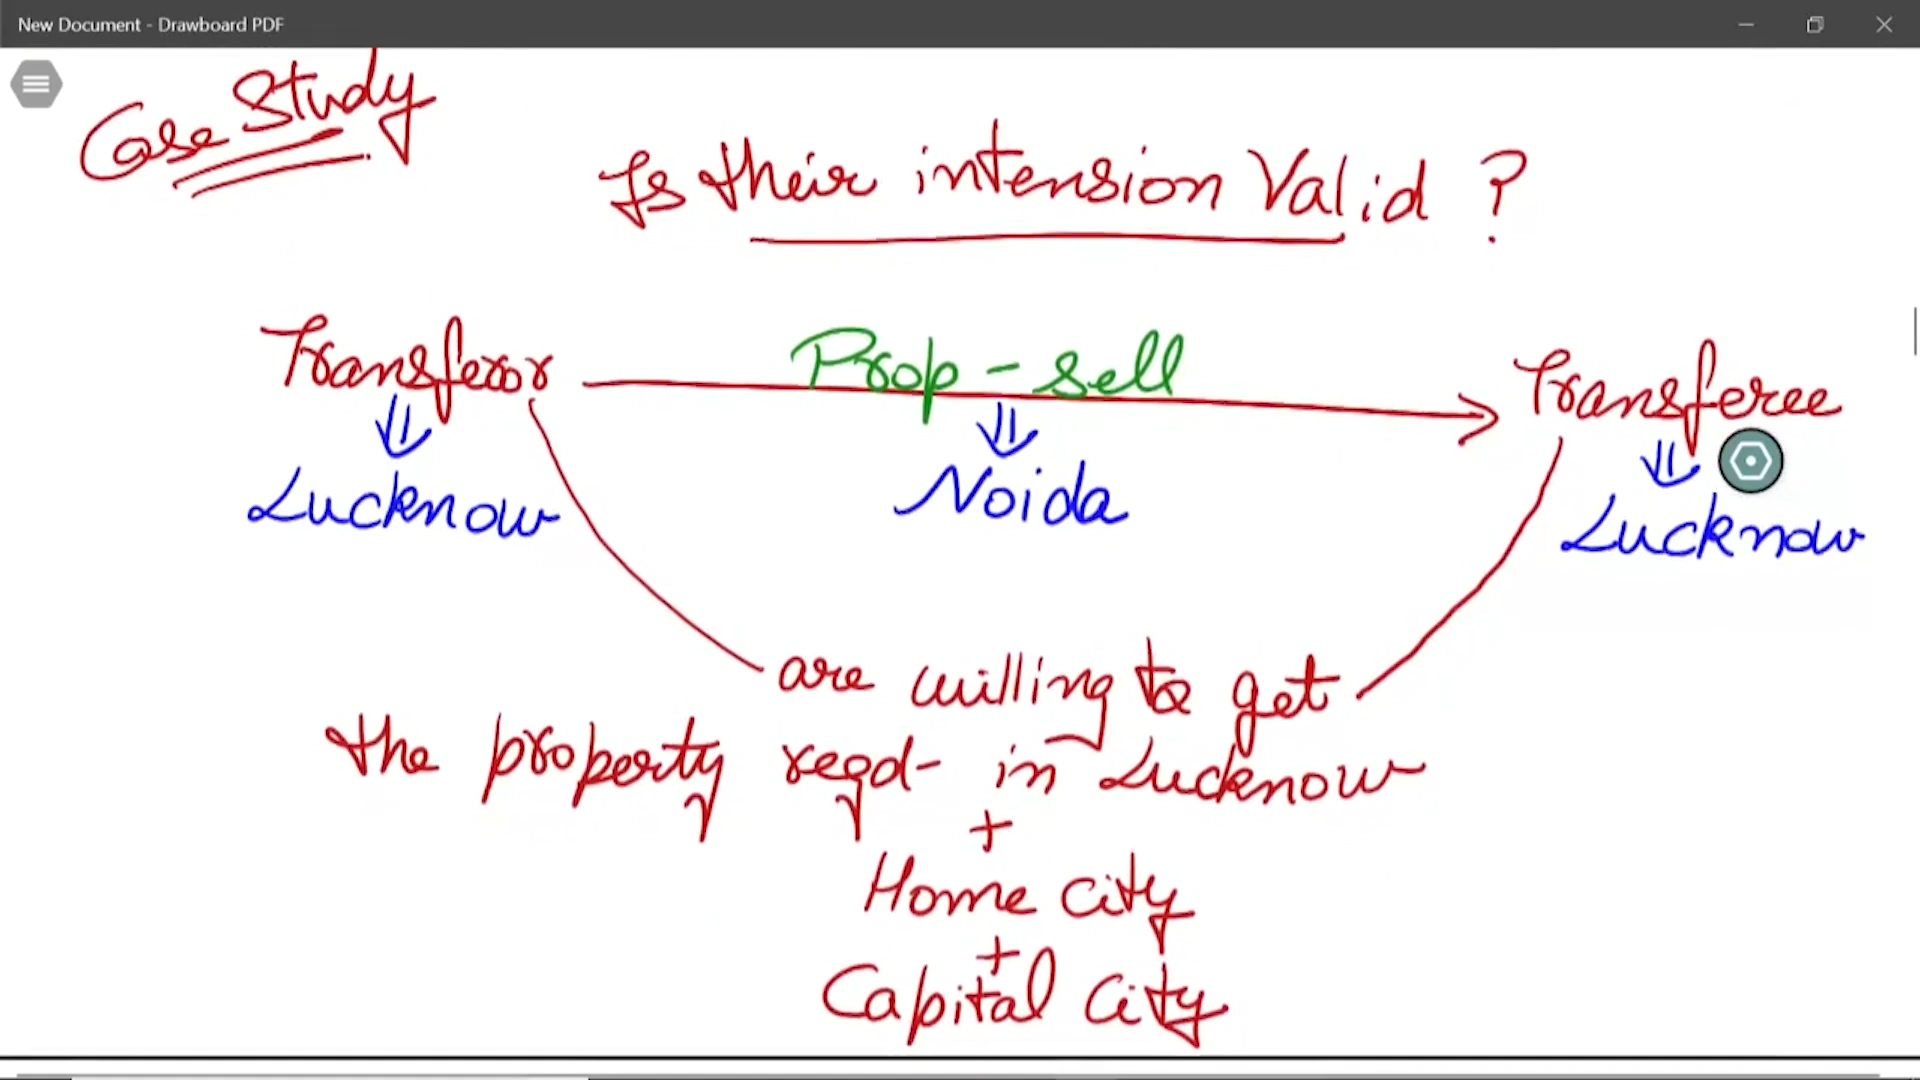 New Document - Drawboard PDF
Case Study
Is their intension Valid ?
Transferor Prop - sell Transferee
Lucknow Noida Lucknow
are willing to get
the property regd- in Lucknow
+
Home City
+
Capital City